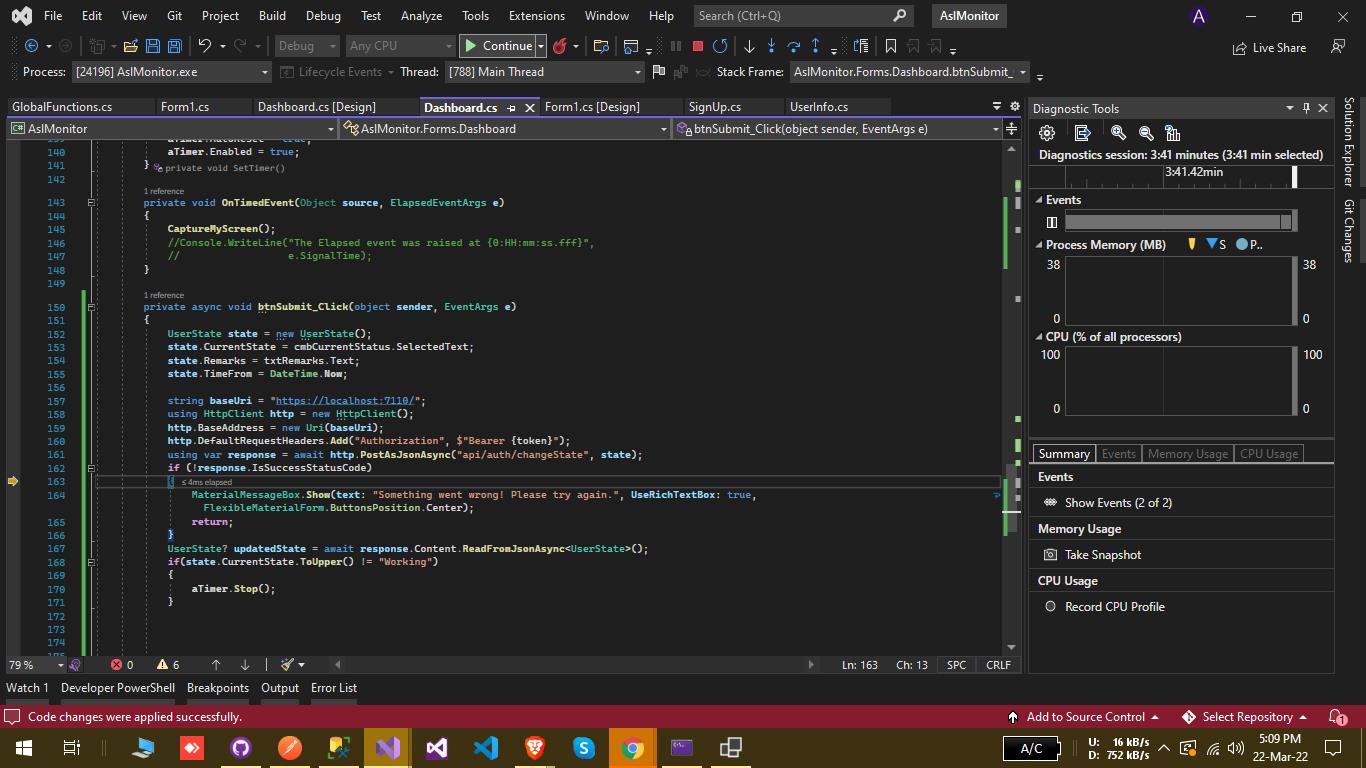 File Edit View Git Project Build Debug Test Analyze Tools Extensions Window Help Search (Ctrl+Q) AslMonitor A
Debug Any CPU Continue Live Share
Process: [24196] AslMonitor.exe Lifecycle Events Thread: [788] Main Thread Stack Frame: AslMonitor.Forms.Dashboard.btnSubmit_
GlobalFunctions.cs Form1.cs Dashboard.cs [Design] Dashboard.cs Form1.cs [Design] SignUp.cs UserInfo.cs
AslMonitor AslMonitor.Forms.Dashboard btnSubmit_Click(object sender, EventArgs e)
140 aTimer.Enabled = true;
141 } private void SetTimer()
142
1 reference
143 private void OnTimedEvent(Object source, ElapsedEventArgs e)
144 {
145 CaptureMyScreen();
146 //Console.WriteLine("The Elapsed event was raised at {0:HH:mm:ss.fff}",
147 // e.SignalTime);
148 }
149
1 reference
150 private async void btnSubmit_Click(object sender, EventArgs e)
151 {
152 UserState state = new UserState();
153 state.CurrentState = cmbCurrentStatus.SelectedText;
154 state.Remarks = txtRemarks.Text;
155 state.TimeFrom = DateTime.Now;
156
157 string baseUri = "https://localhost:7110/";
158 using HttpClient http = new HttpClient();
159 http.BaseAddress = new Uri(baseUri);
160 http.DefaultRequestHeaders.Add("Authorization", $"Bearer {token}");
161 using var response = await http.PostAsJsonAsync("api/auth/changeState", state);
162 if (!response.IsSuccessStatusCode)
163 { ≤ 4ms elapsed
164 MaterialMessageBox.Show(text: "Something went wrong! Please try again.", UseRichTextBox: true,
FlexibleMaterialForm.ButtonsPosition.Center);
165 return;
166 }
167 UserState? updatedState = await response.Content.ReadFromJsonAsync<UserState>();
168 if(state.CurrentState.ToUpper() != "Working")
169 {
170 aTimer.Stop();
171 }
172
173
174
79 % 0 6 Ln: 163 Ch: 13 SPC CRLF
Diagnostic Tools
Diagnostics session: 3:41 minutes (3:41 min selected)
3:41.42min
Events
Process Memory (MB) S P..
38 38
0 0
CPU (% of all processors)
100 100
0 0
Summary Events Memory Usage CPU Usage
Events
Show Events (2 of 2)
Memory Usage
Take Snapshot
CPU Usage
Record CPU Profile
Solution Explorer
Git Changes
Watch 1 Developer PowerShell Breakpoints Output Error List
Code changes were applied successfully. Add to Source Control Select Repository 1
A/C U: 16 kB/s D: 752 kB/s 5:09 PM
22-Mar-22